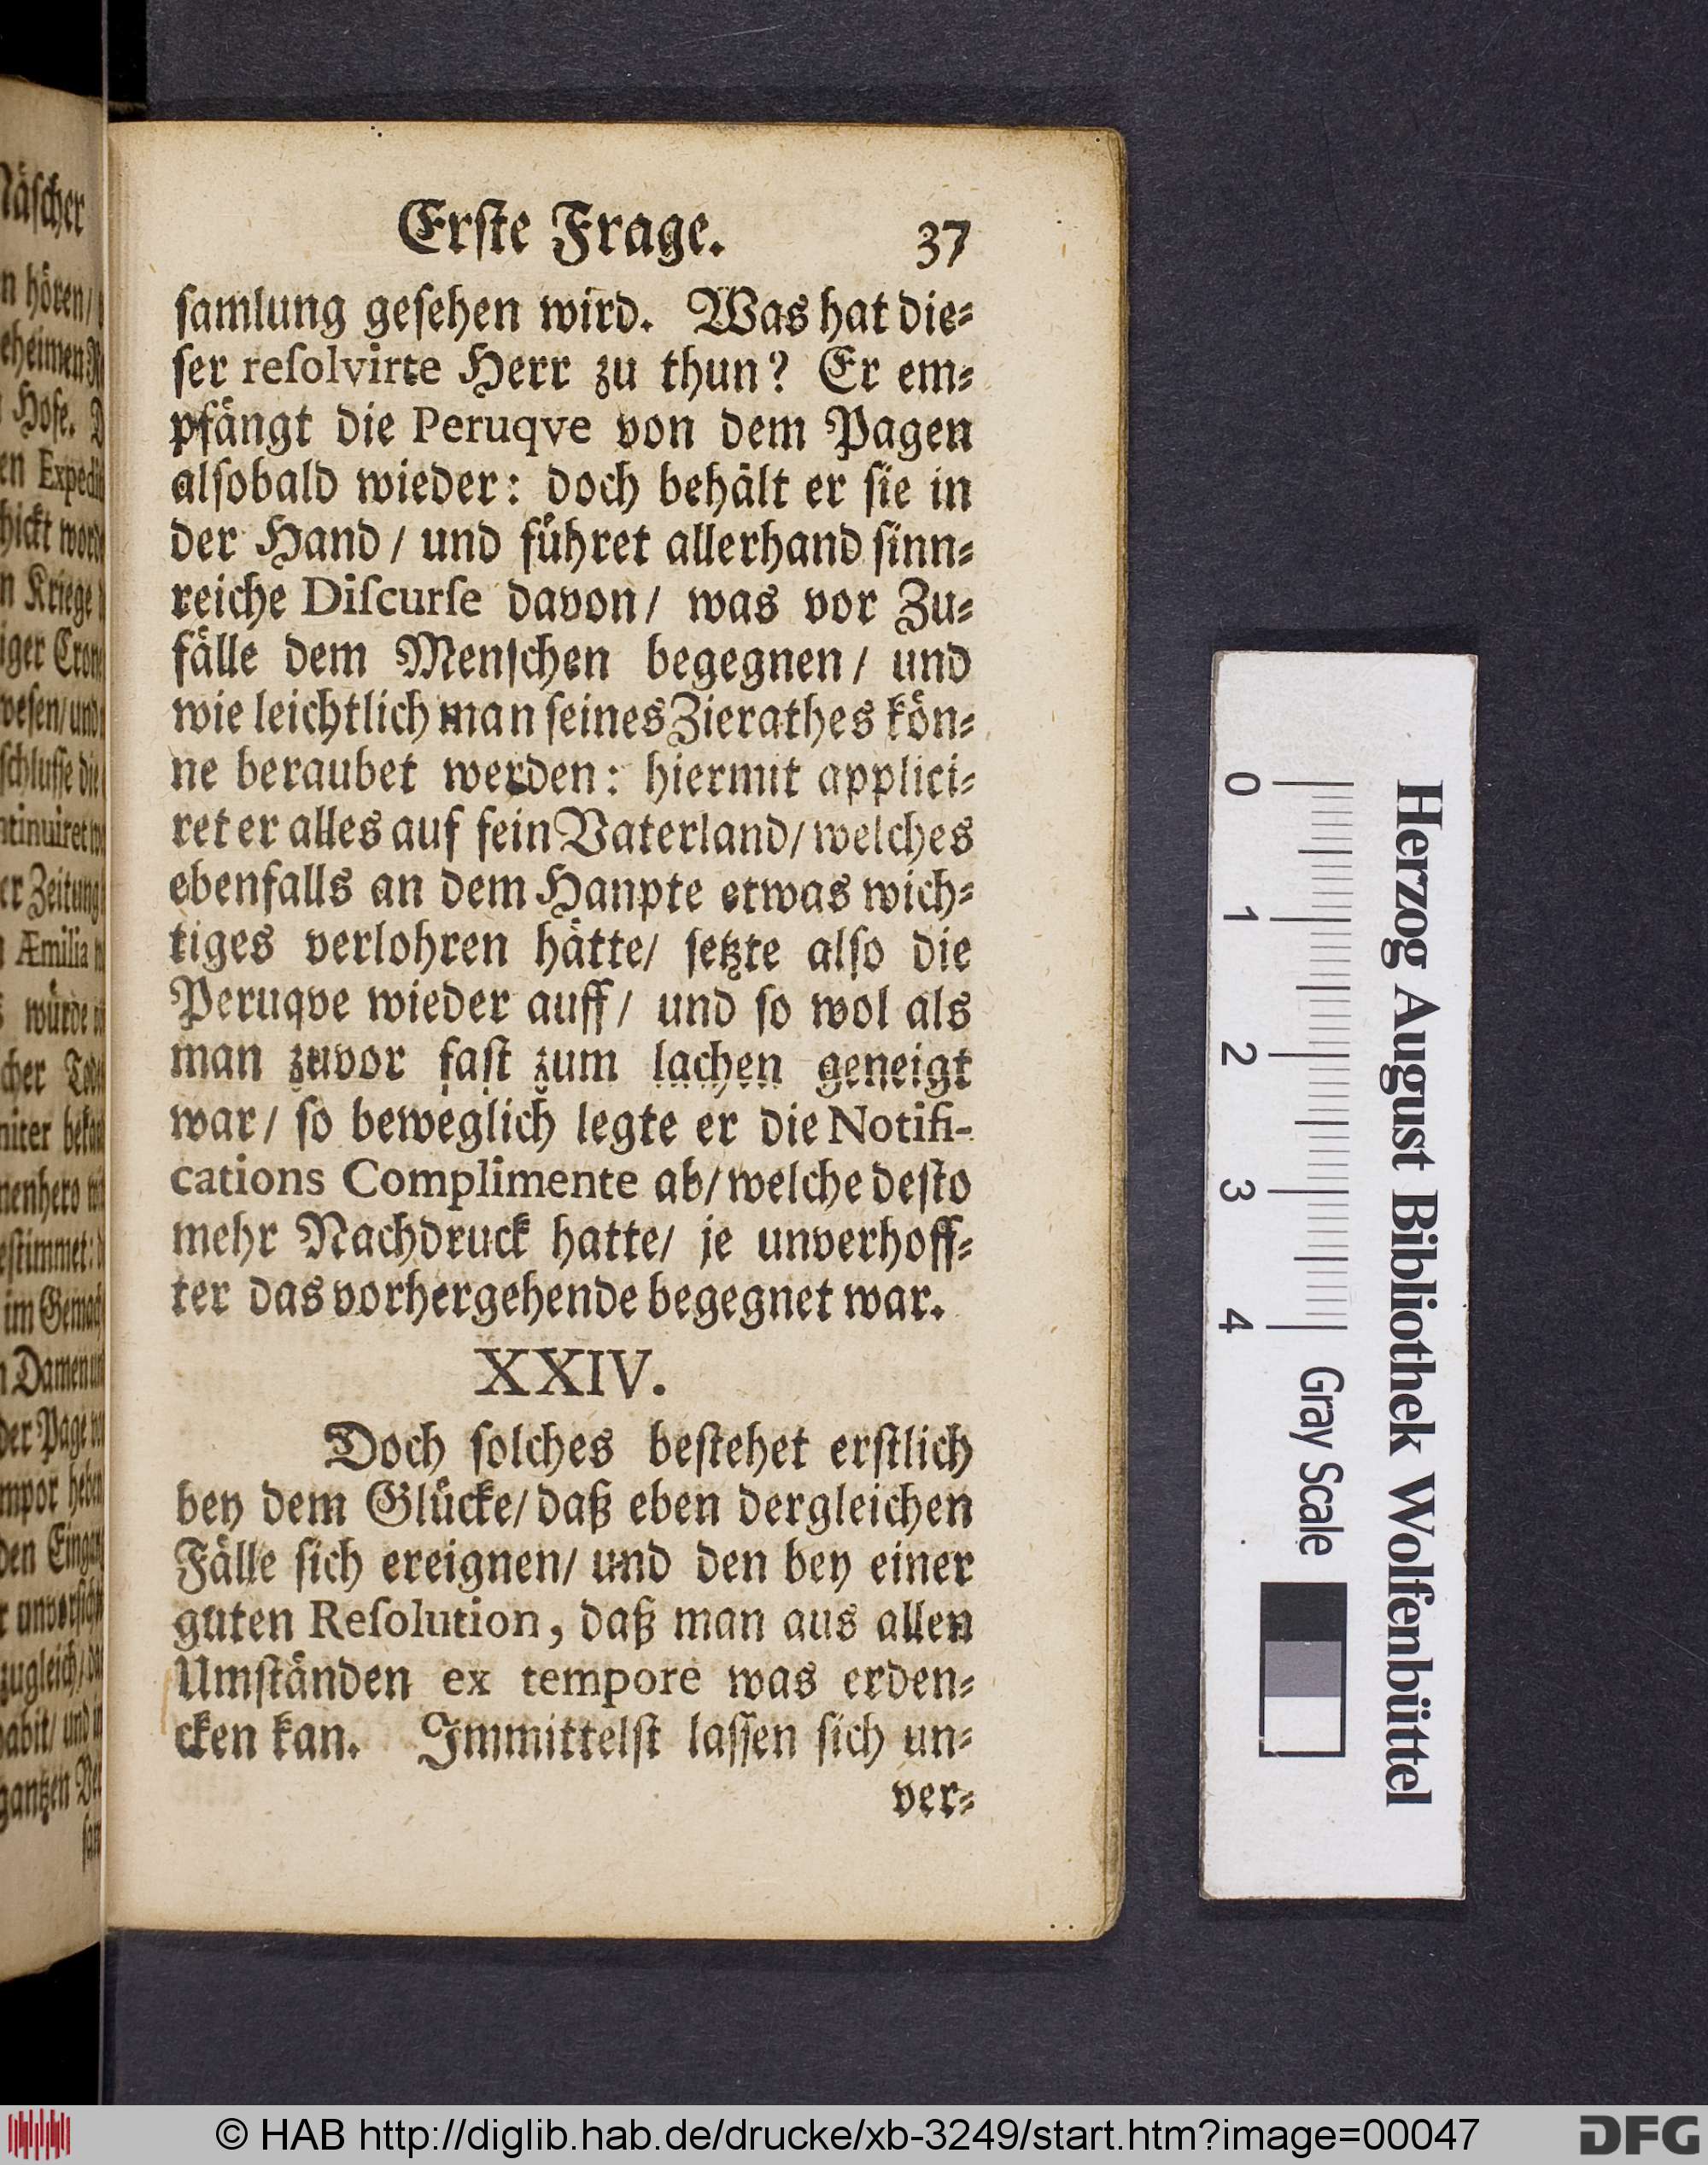 Näscher
Hofe.
Æmilia
Erste Frage. 37
samlung gesehen wird. Was hat die=
ser resolvirte Herr zu thun? Er em=
pfängt die Peruqve von dem Pagen
alsobald wieder: doch behält er sie in
der Hand / und führet allerhand sinn=
reiche Discurse davon / was vor Zu=
fälle dem Menschen begegnen / und
wie leichtlich man seines Zierathes kön=
ne beraubet werden: hiermit applici=
ret er alles auf sein Vaterland / welches
ebenfalls an dem Hanpte etwas wich=
tiges verlohren hätte / setzte also die
Peruqve wieder auff / und so wol als
man zuvor fast zum lachen geneigt
war / so beweglich legte er die Notifi-
cations Complimente ab / welche desto
mehr Nachdruck hatte / je unverhoff=
ter das vorhergehende begegnet war.
XXIV.
Doch solches bestehet erstlich
bey dem Glücke / daß eben dergleichen
Fälle sich ereignen / und den bey einer
guten Resolution, daß man aus allen
Umständen ex tempore was erden=
cken kan. Immittelst lassen sich un=
ver=
0 1 2 3 4 Gray Scale
Herzog August Bibliothek Wolfenbüttel
© HAB http://diglib.hab.de/drucke/xb-3249/start.htm?image=00047
DFG